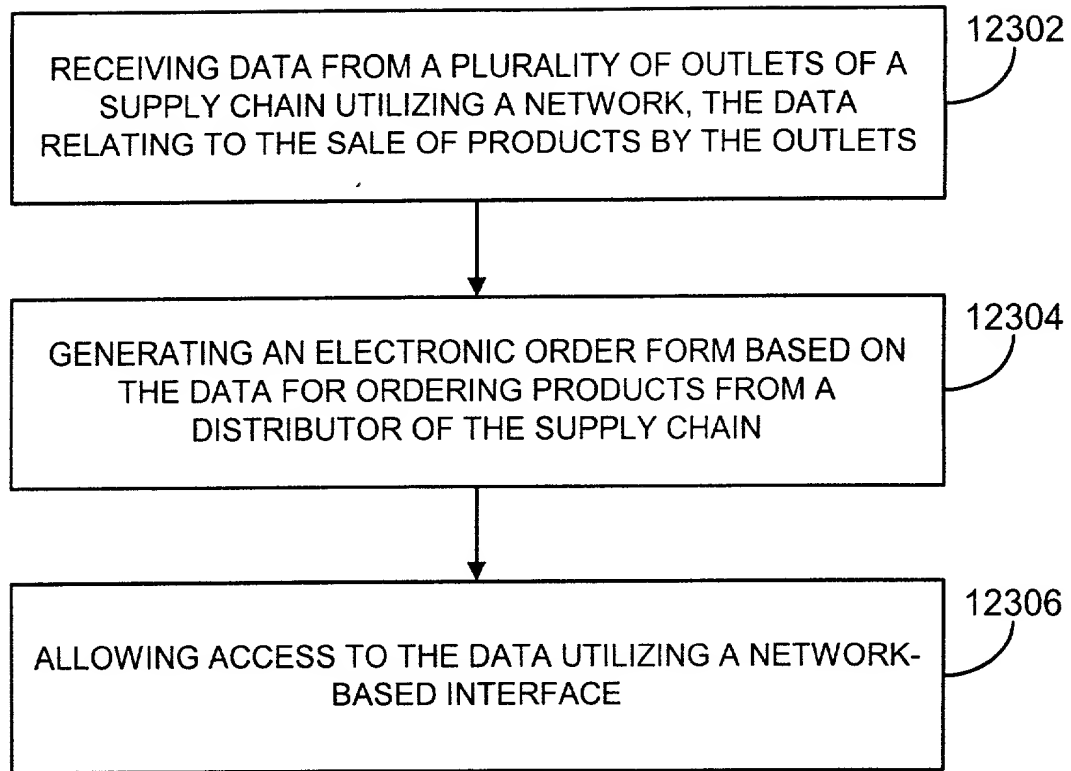 12302
RECEIVING DATA FROM A PLURALITY OF OUTLETS OF A
SUPPLY CHAIN UTILIZING A NETWORK, THE DATA
RELATING TO THE SALE OF PRODUCTS BY THE OUTLETS
12304
GENERATING AN ELECTRONIC ORDER FORM BASED ON
THE DATA FOR ORDERING PRODUCTS FROM A
DISTRIBUTOR OF THE SUPPLY CHAIN
12306
ALLOWING ACCESS TO THE DATA UTILIZING A NETWORK-
BASED INTERFACE